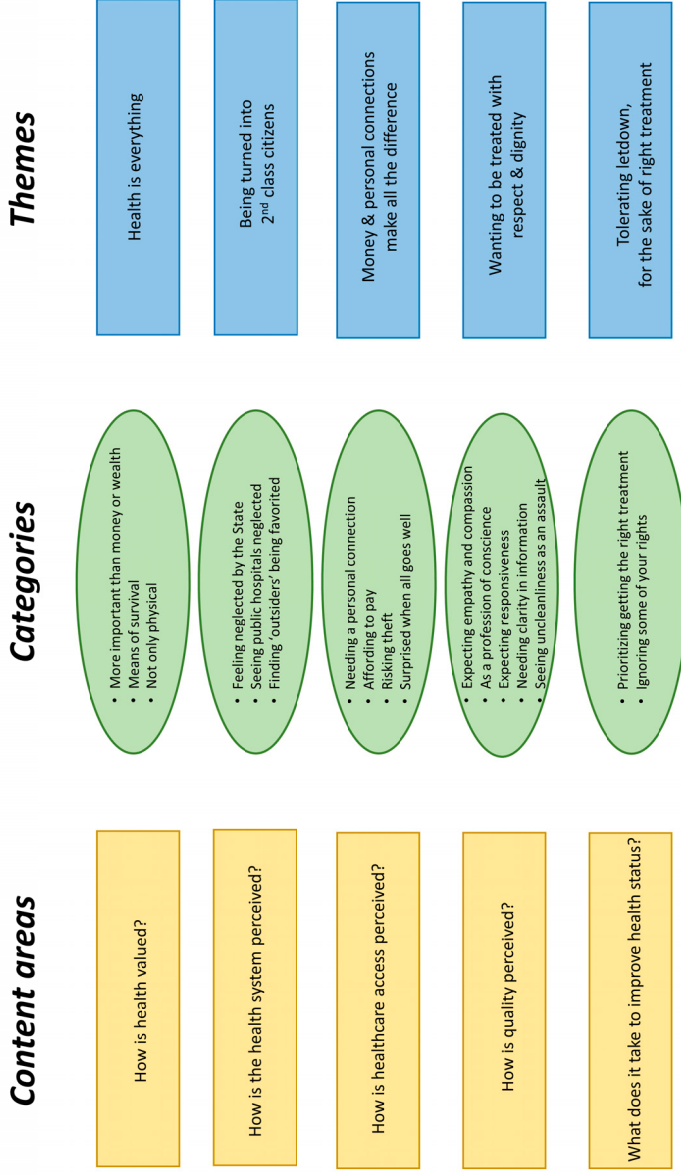 Content areas
Categories
Themes
How is health valued?
• More important than money or wealth
• Means of survival
• Not only physical
Health is everything
How is the health system perceived?
• Feeling neglected by the State
• Seeing public hospitals neglected
• Finding ‘outsiders’ being favorited
Being turned into
2nd class citizens
How is healthcare access perceived?
• Needing a personal connection
• Affording to pay
• Risking theft
• Surprised when all goes well
Money & personal connections
make all the difference
How is quality perceived?
• Expecting empathy and compassion
• As a profession of conscience
• Expecting responsiveness
• Needing clarity in information
• Seeing uncleanliness as an assault
Wanting to be treated with
respect & dignity
What does it take to improve health status?
• Prioritizing getting the right treatment
• Ignoring some of your rights
Tolerating letdown,
for the sake of right treatment